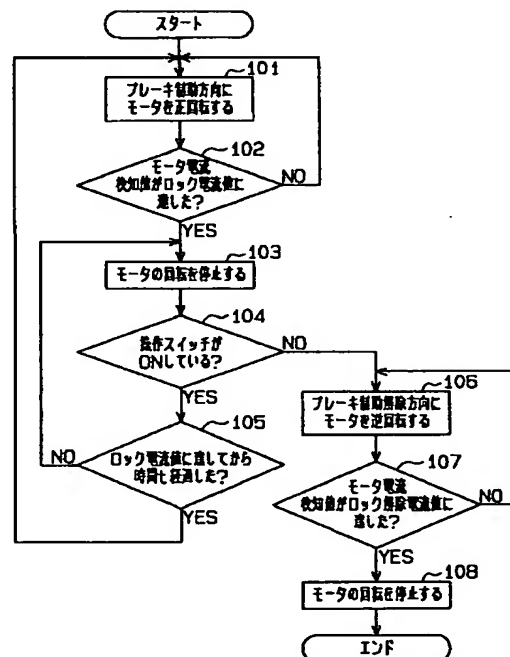 スタート
101
ブレーキ制動方向に
モータを正回転する
102
モータ電流
検知値がロック電流値に
達した?
NO
YES
103
モータの回転を停止する
104
操作スイッチが
ONしている?
NO
YES
105
ロック電流値に達してから
時間t経過した?
NO
YES
106
ブレーキ制動解除方向に
モータを逆回転する
107
モータ電流
検知値がロック解除電流値に
達した?
NO
YES
108
モータの回転を停止する
エンド